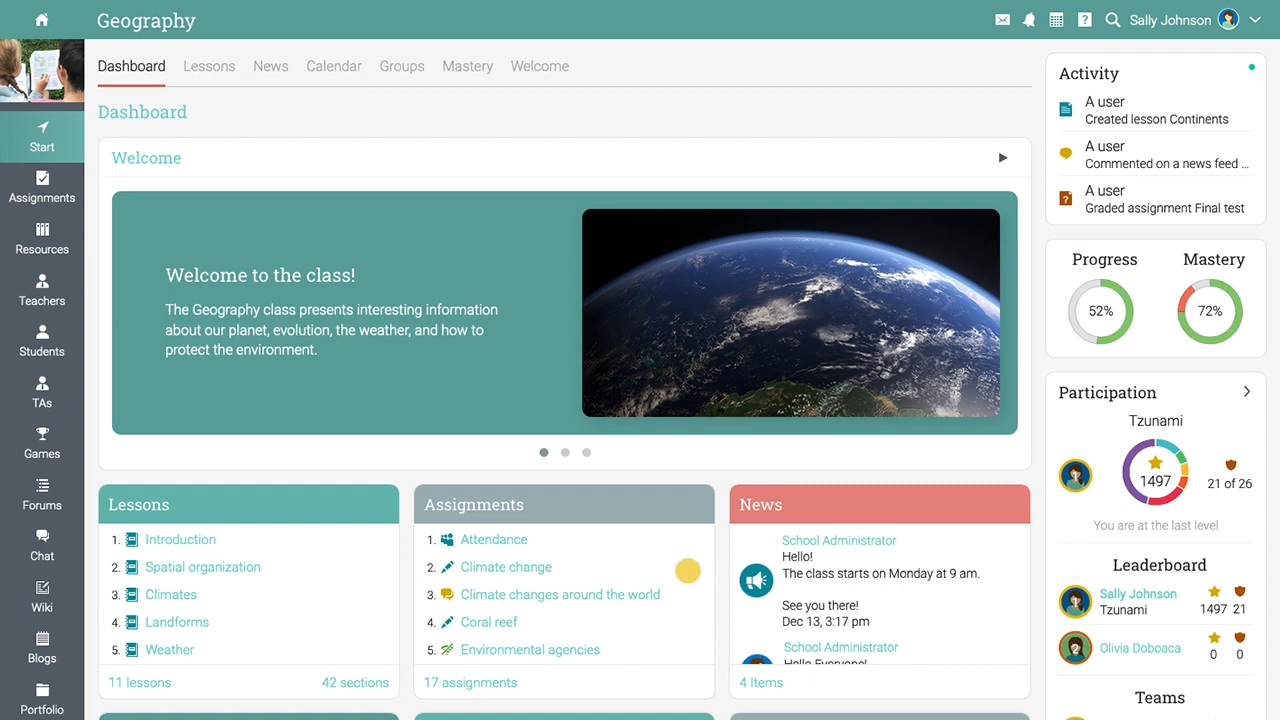 Geography
Sally Johnson
Start
Assignments
Resources
Teachers
Students
TAs
Games
Forums
Chat
Wiki
Blogs
Portfolio
Dashboard Lessons News Calendar Groups Mastery Welcome
Dashboard
Welcome
Welcome to the class!
The Geography class presents interesting information
about our planet, evolution, the weather, and how to
protect the environment.
Lessons
1. Introduction
2. Spatial organization
3. Climates
4. Landforms
5. Weather
11 lessons 42 sections
Assignments
1. Attendance
2. Climate change
3. Climate changes around the world
4. Coral reef
5. Environmental agencies
17 assignments
News
School Administrator
Hello!
The class starts on Monday at 9 am.
See you there!
Dec 13, 3:17 pm
School Administrator
Hello Everyone!
4 Items
Activity
A user
Created lesson Continents
A user
Commented on a news feed ...
A user
Graded assignment Final test
Progress Mastery
52% 72%
Participation
Tzunami
1497
21 of 26
You are at the last level
Leaderboard
Sally Johnson
Tzunami
1497 21
Olivia Doboaca
0 0
Teams